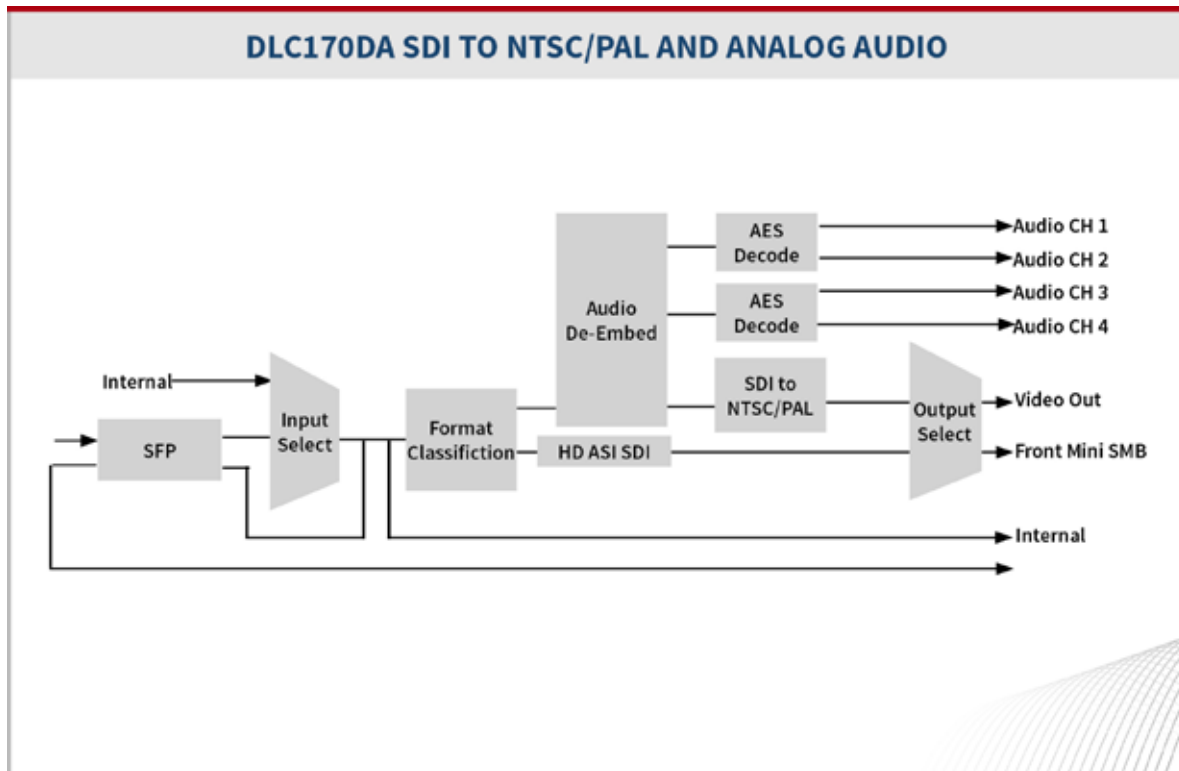 DLC170DA SDI TO NTSC/PAL AND ANALOG AUDIO
AES
Decode
Audio CH 1
Audio CH 2
Audio
De-Embed
AES
Decode
Audio CH 3
Audio CH 4
Internal
SFP
Input
Select
Format
Classifiction
SDI to
NTSC/PAL
HD ASI SDI
Output
Select
Video Out
Front Mini SMB
Internal